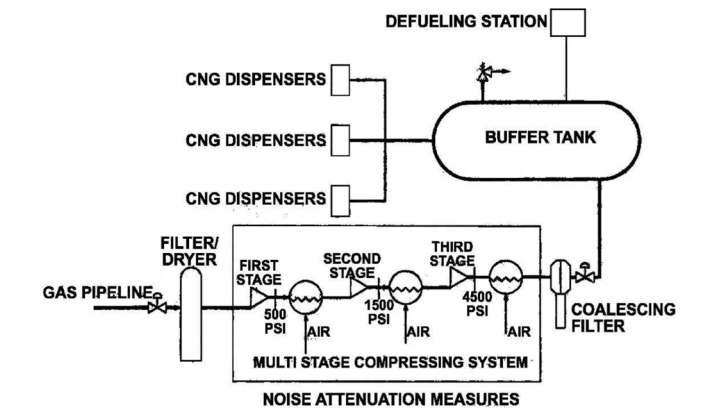 DEFUELING STATION
CNG DISPENSERS
BUFFER TANK
CNG DISPENSERS
CNG DISPENSERS
FILTER/
DRYER
FIRST
STAGE
SECOND
STAGE
THIRD
STAGE
GAS PIPELINE
500
PSI
1500
PSI
4500
PSI
COALESCING
FILTER
AIR
AIR
AIR
MULTI STAGE COMPRESSING SYSTEM
NOISE ATTENUATION MEASURES